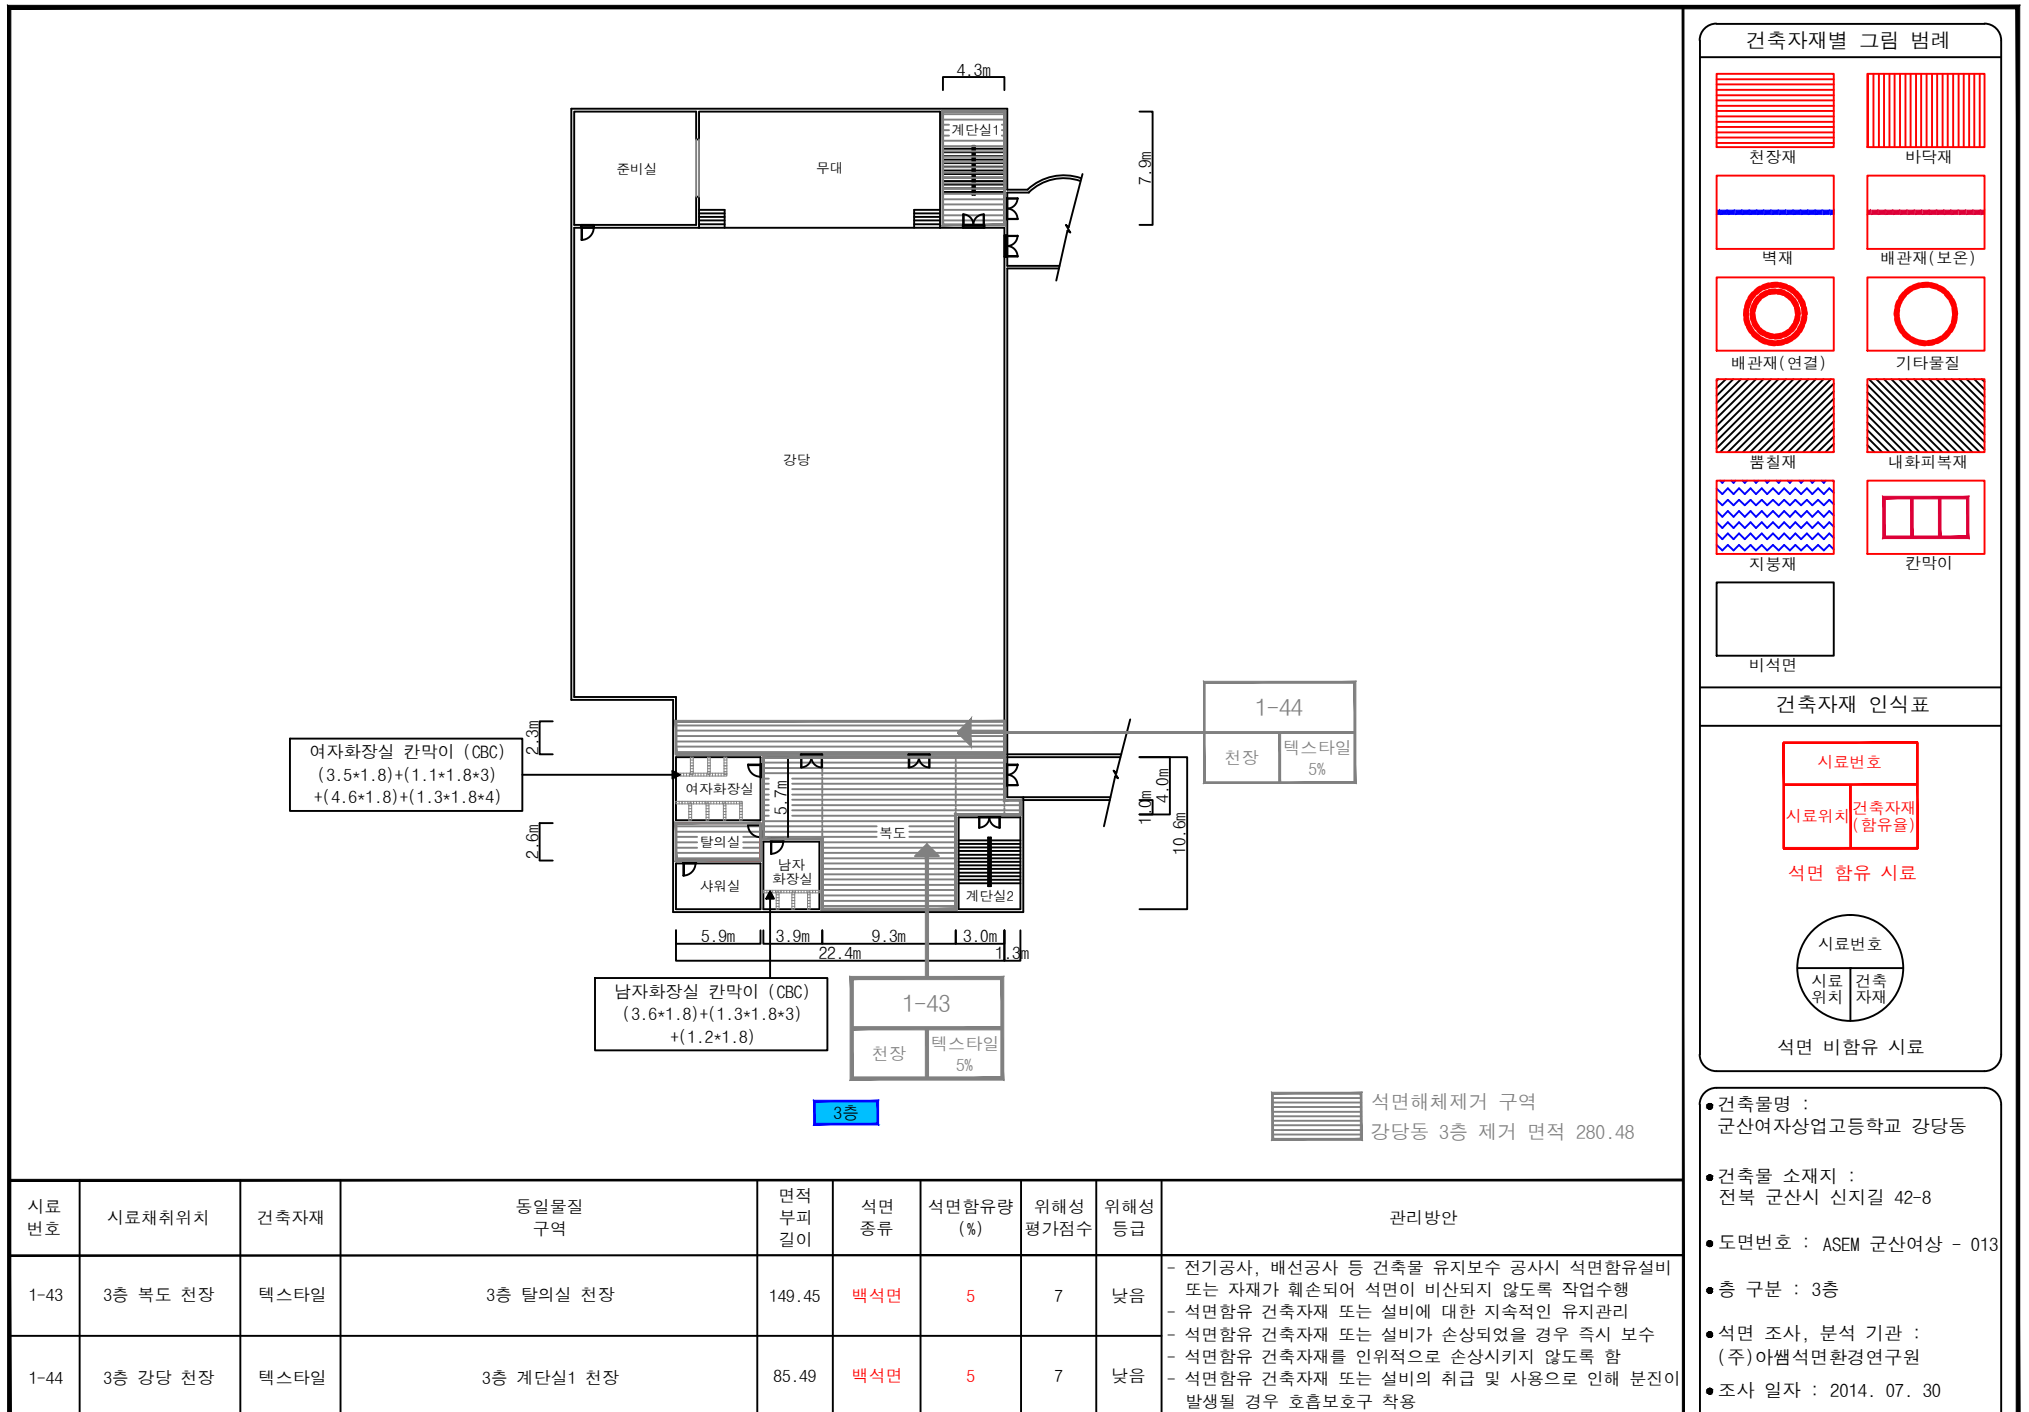 4.3m
계단실1
준비실
무대
7.9m
강당
2.3m
여자화장실 칸막이 (CBC)
(3.5*1.8)+(1.1*1.8*3)
+(4.6*1.8)+(1.3*1.8*4)
1-44
천장
텍스타일
5%
여자화장실
5.7m
복도
탈의실
2.6m
남자
화장실
샤워실
계단실2
1.0m
4.0m
10.6m
5.9m
3.9m
9.3m
3.0m
22.4m
1.3m
남자화장실 칸막이 (CBC)
(3.6*1.8)+(1.3*1.8*3)
+(1.2*1.8)
1-43
천장
텍스타일
5%
3층
석면해체제거 구역
강당동 3층 제거 면적 280.48
시료
번호
시료채취위치
건축자재
동일물질
구역
면적
부피
길이
석면
종류
석면함유량
(%)
위해성
평가점수
위해성
등급
관리방안
1-43
3층 복도 천장
텍스타일
3층 탈의실 천장
149.45
백석면
5
7
낮음
1-44
3층 강당 천장
텍스타일
3층 계단실1 천장
85.49
백석면
5
7
낮음
- 전기공사, 배선공사 등 건축물 유지보수 공사시 석면함유설비
또는 자재가 훼손되어 석면이 비산되지 않도록 작업수행
- 석면함유 건축자재 또는 설비에 대한 지속적인 유지관리
- 석면함유 건축자재 또는 설비가 손상되었을 경우 즉시 보수
- 석면함유 건축자재를 인위적으로 손상시키지 않도록 함
- 석면함유 건축자재 또는 설비의 취급 및 사용으로 인해 분진이
발생될 경우 호흡보호구 착용
건축자재별 그림 범례
천장재
바닥재
벽재
배관재(보온)
배관재(연결)
기타물질
뿜칠재
내화피복재
지붕재
칸막이
비석면
건축자재 인식표
시료번호
시료위치
건축자재
(함유율)
석면 함유 시료
시료번호
시료
위치
건축
자재
석면 비함유 시료
•건축물명 :
군산여자상업고등학교 강당동
•건축물 소재지 :
전북 군산시 신지길 42-8
•도면번호 : ASEM 군산여상 - 013
•층 구분 : 3층
•석면 조사, 분석 기관 :
(주)아쌤석면환경연구원
•조사 일자 : 2014. 07. 30